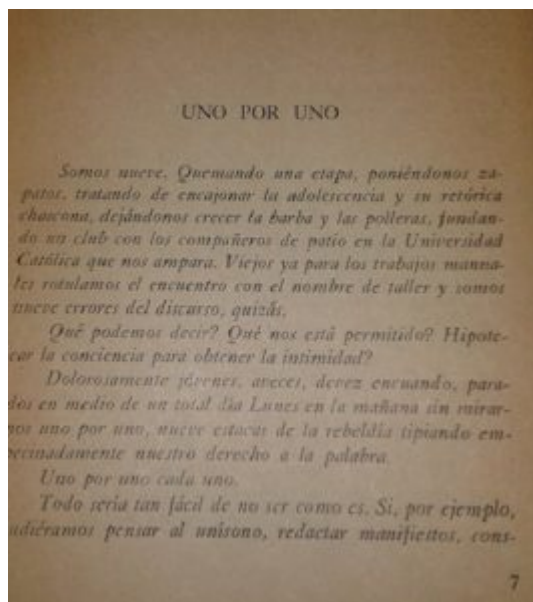 UNO POR UNO
Somos nueve. Quemando una etapa, poniéndonos za-
patos, tratando de encajonar la adolescencia y su retórica
chascona, dejándonos crecer la barba y las polleras, fundan-
do un club con los compañeros de patio en la Universidad
Católica que nos ampara. Viejos ya para los trabajos manua-
les rotulamos el encuentro con el nombre de taller y somos
nueve errores del discurso, quizás.
Qué podemos decir? Qué nos está permitido? Hipote-
car la conciencia para obtener la intimidad?
Dolorosamente jóvenes, aveces, devez encuando, para-
dos en medio de un total día Lunes en la mañana sin mirar-
nos uno por uno, nueve estacas de la rebeldía tipiando em-
pecinadamente nuestro derecho a la palabra.
Uno por uno cada uno.
Todo sería tan fácil de no ser como es. Si, por ejemplo,
udiéramos pensar al unísono, redactar manifiestos, cons-
7